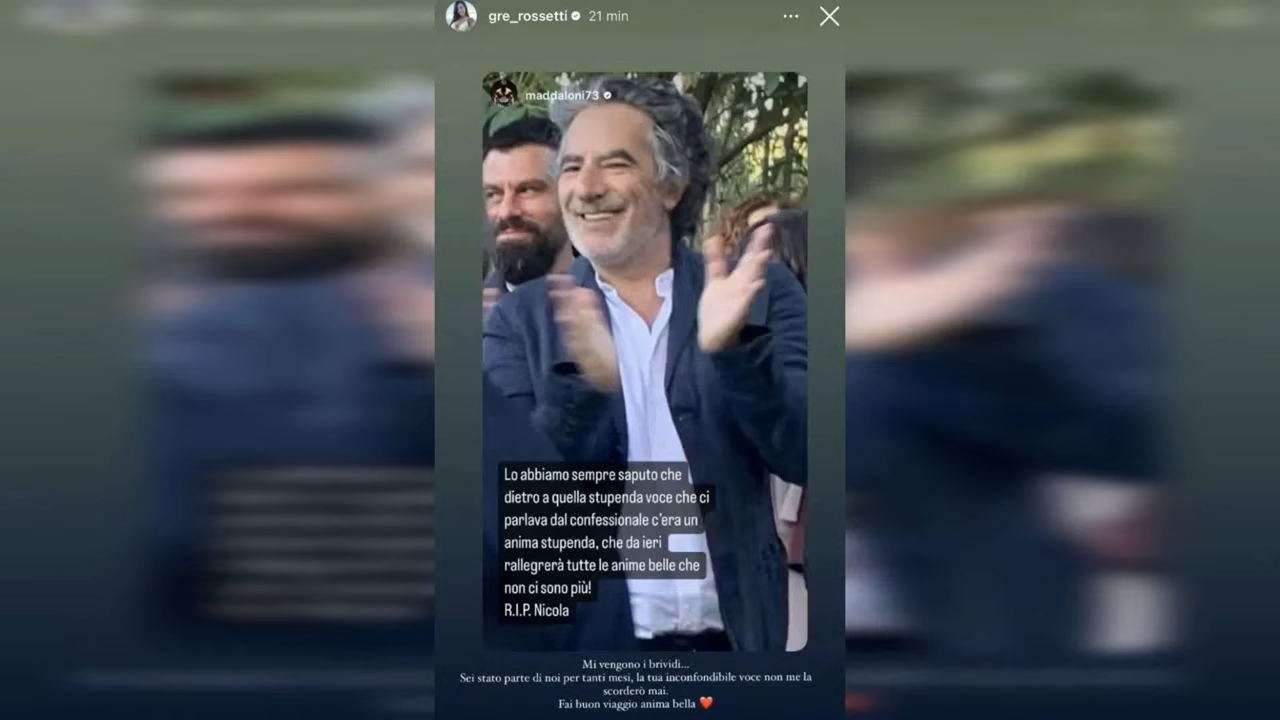 gre_rossetti 21 min
maddaloni73
Lo abbiamo sempre saputo che
dietro a quella stupenda voce che ci
parlava dal confessionale c'era un
anima stupenda, che da ieri
rallegrerà tutte le anime belle che
non ci sono più!
R.I.P. Nicola
Mi vengono i brividi...
Sei stato parte di noi per tanti mesi, la tua inconfondibile voce non me la
scorderò mai.
Fai buon viaggio anima bella ❤️